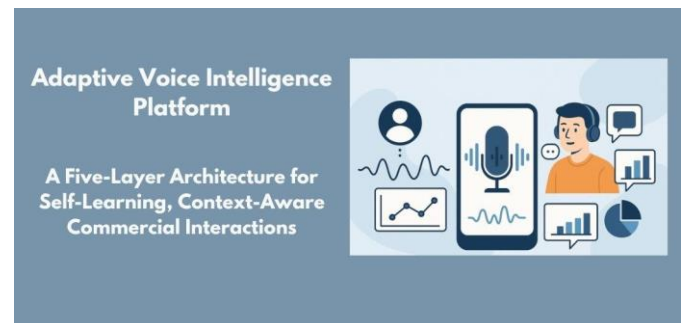 Adaptive Voice Intelligence
Platform
A Five-Layer Architecture for
Self-Learning, Context-Aware
Commercial Interactions